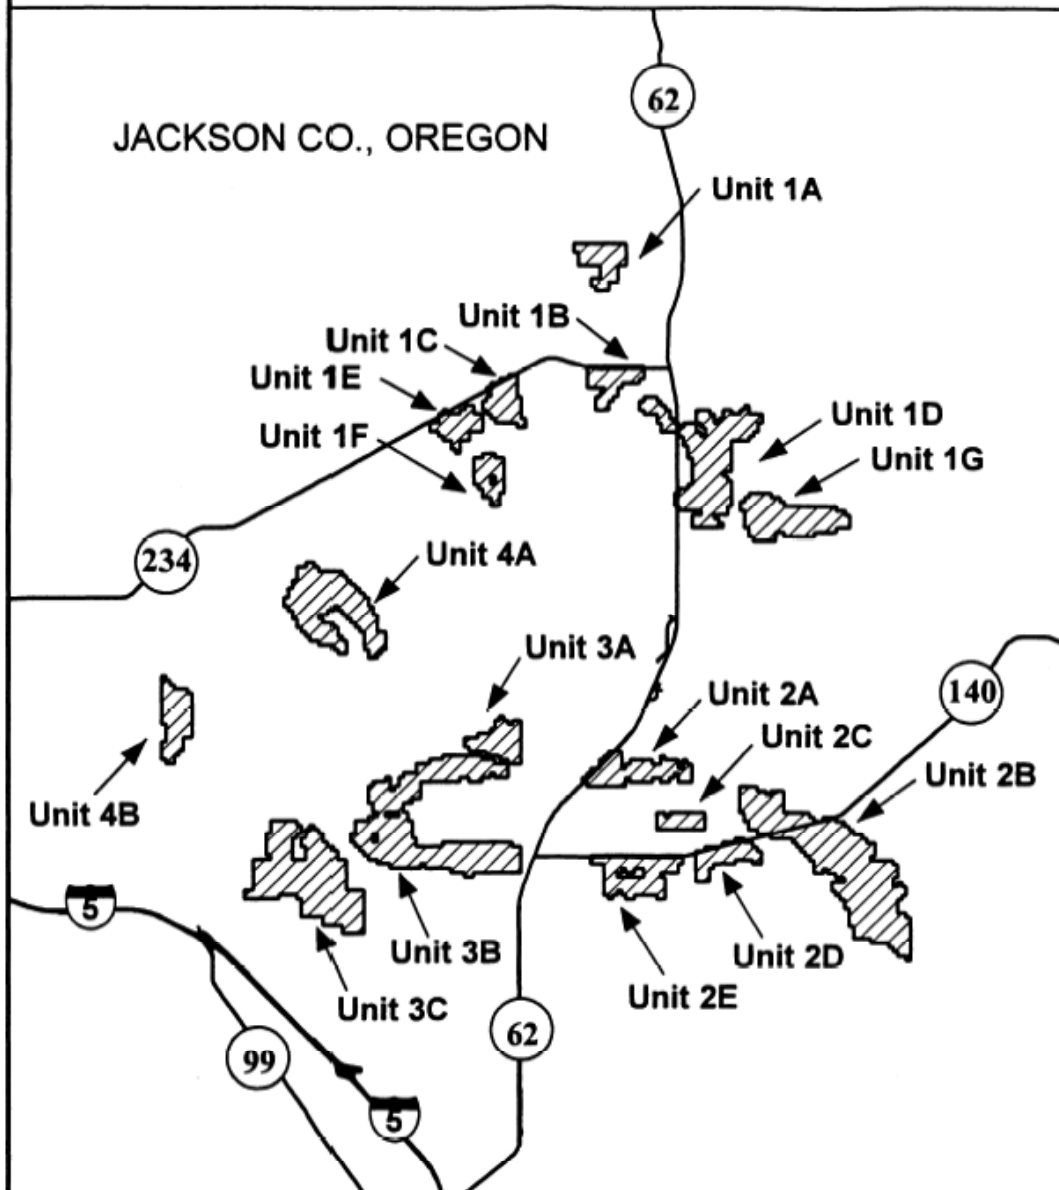 62
JACKSON CO., OREGON
Unit 1A
Unit 1B
Unit 1C
Unit 1E
Unit 1D
Unit 1F
Unit 1G
234
Unit 4A
Unit 3A
140
Unit 2A
Unit 2C
Unit 2B
Unit 4B
5
Unit 3B
Unit 2D
Unit 2E
Unit 3C
62
99
5